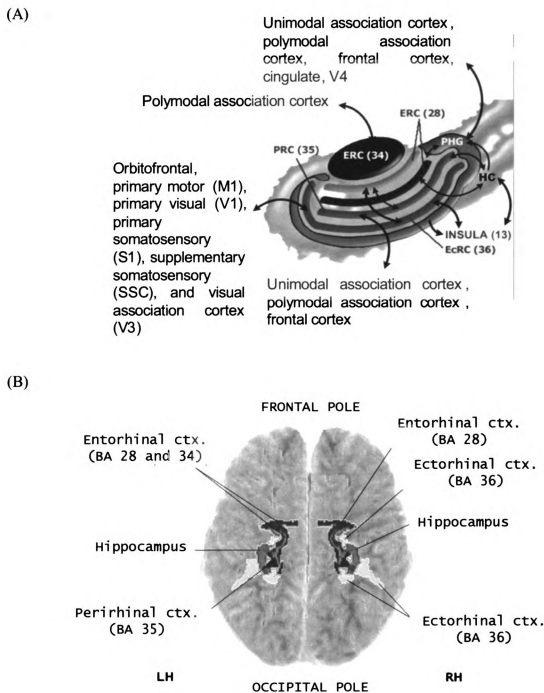 (A)
Unimodal association cortex,
polymodal association
cortex, frontal cortex,
cingulate, V4
Polymodal association cortex
ERC (28)
PHG
PRC (35)
ERC (34)
HC
Orbitofrontal,
primary motor (M1),
primary visual (V1),
primary
somatosensory
(S1), supplementary
somatosensory
(SSC), and visual
association cortex
(V3)
INSULA (13)
EcRC (36)
Unimodal association cortex,
polymodal association cortex,
frontal cortex
(B)
FRONTAL POLE
Entorhinal ctx.
(BA 28 and 34)
Entorhinal ctx.
(BA 28)
Ectorhinal ctx.
(BA 36)
Hippocampus
Hippocampus
Perirhinal ctx.
(BA 35)
Ectorhinal ctx.
(BA 36)
LH
RH
OCCIPITAL POLE